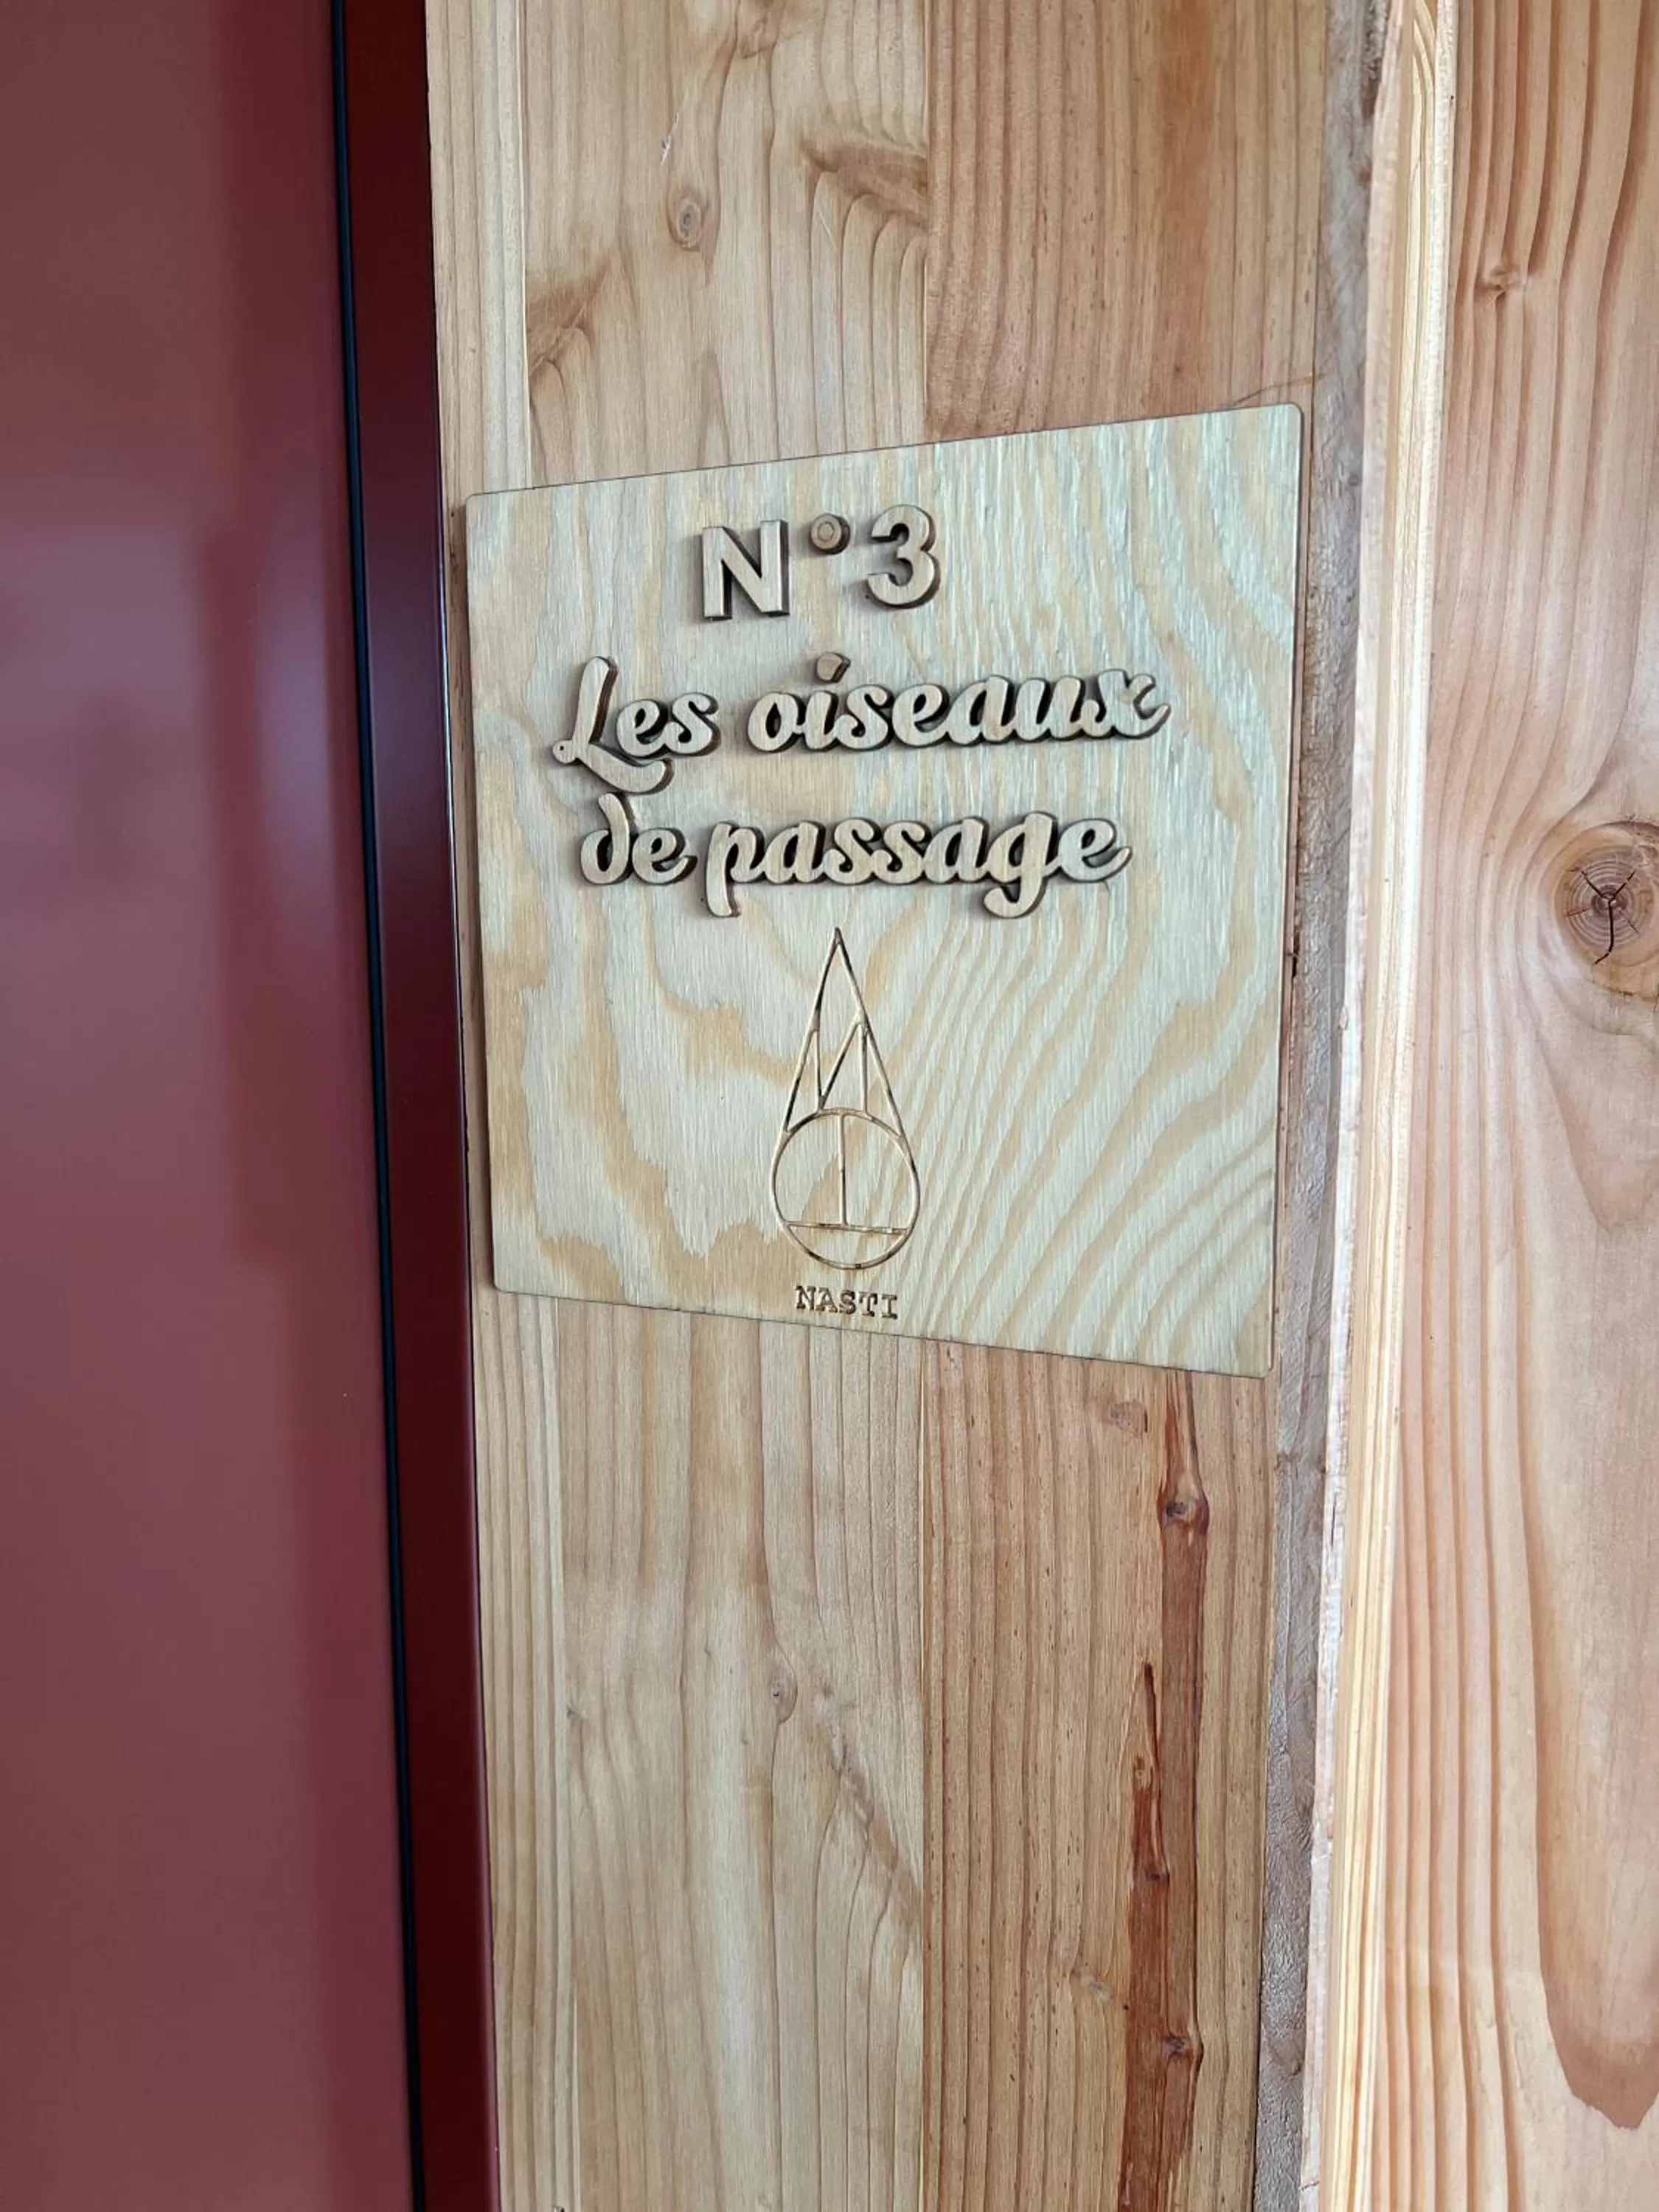 N°3
Les oiseaux
de passage
NASTI